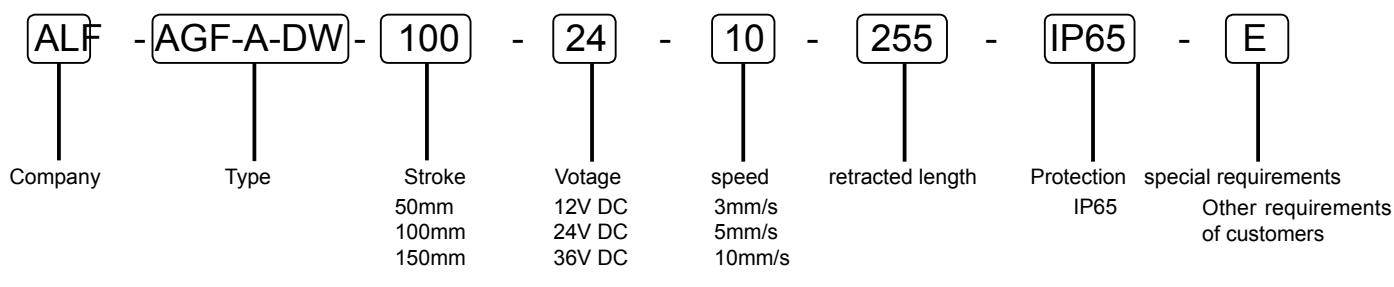 ALF - AGF-A-DW - 100 - 24 - 10 - 255 - IP65 - E
Company Type Stroke Votage speed retracted length Protection special requirements
50mm 12V DC 3mm/s IP65 Other requirements
100mm 24V DC 5mm/s of customers
150mm 36V DC 10mm/s